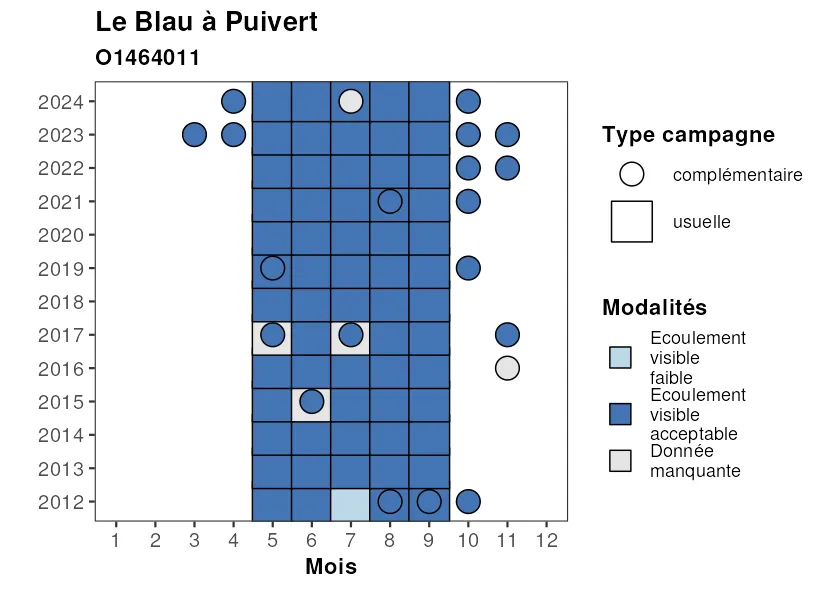 Le Blau à Puivert
O1464011
2024
2023
2022
2021
2020
2019
2018
2017
2016
2015
2014
2013
2012
1 2 3 4 5 6 7 8 9 10 11 12
Mois
Type campagne
complémentaire
usuelle
Modalités
Ecoulement
visible
faible
Ecoulement
visible
acceptable
Donnée
manquante